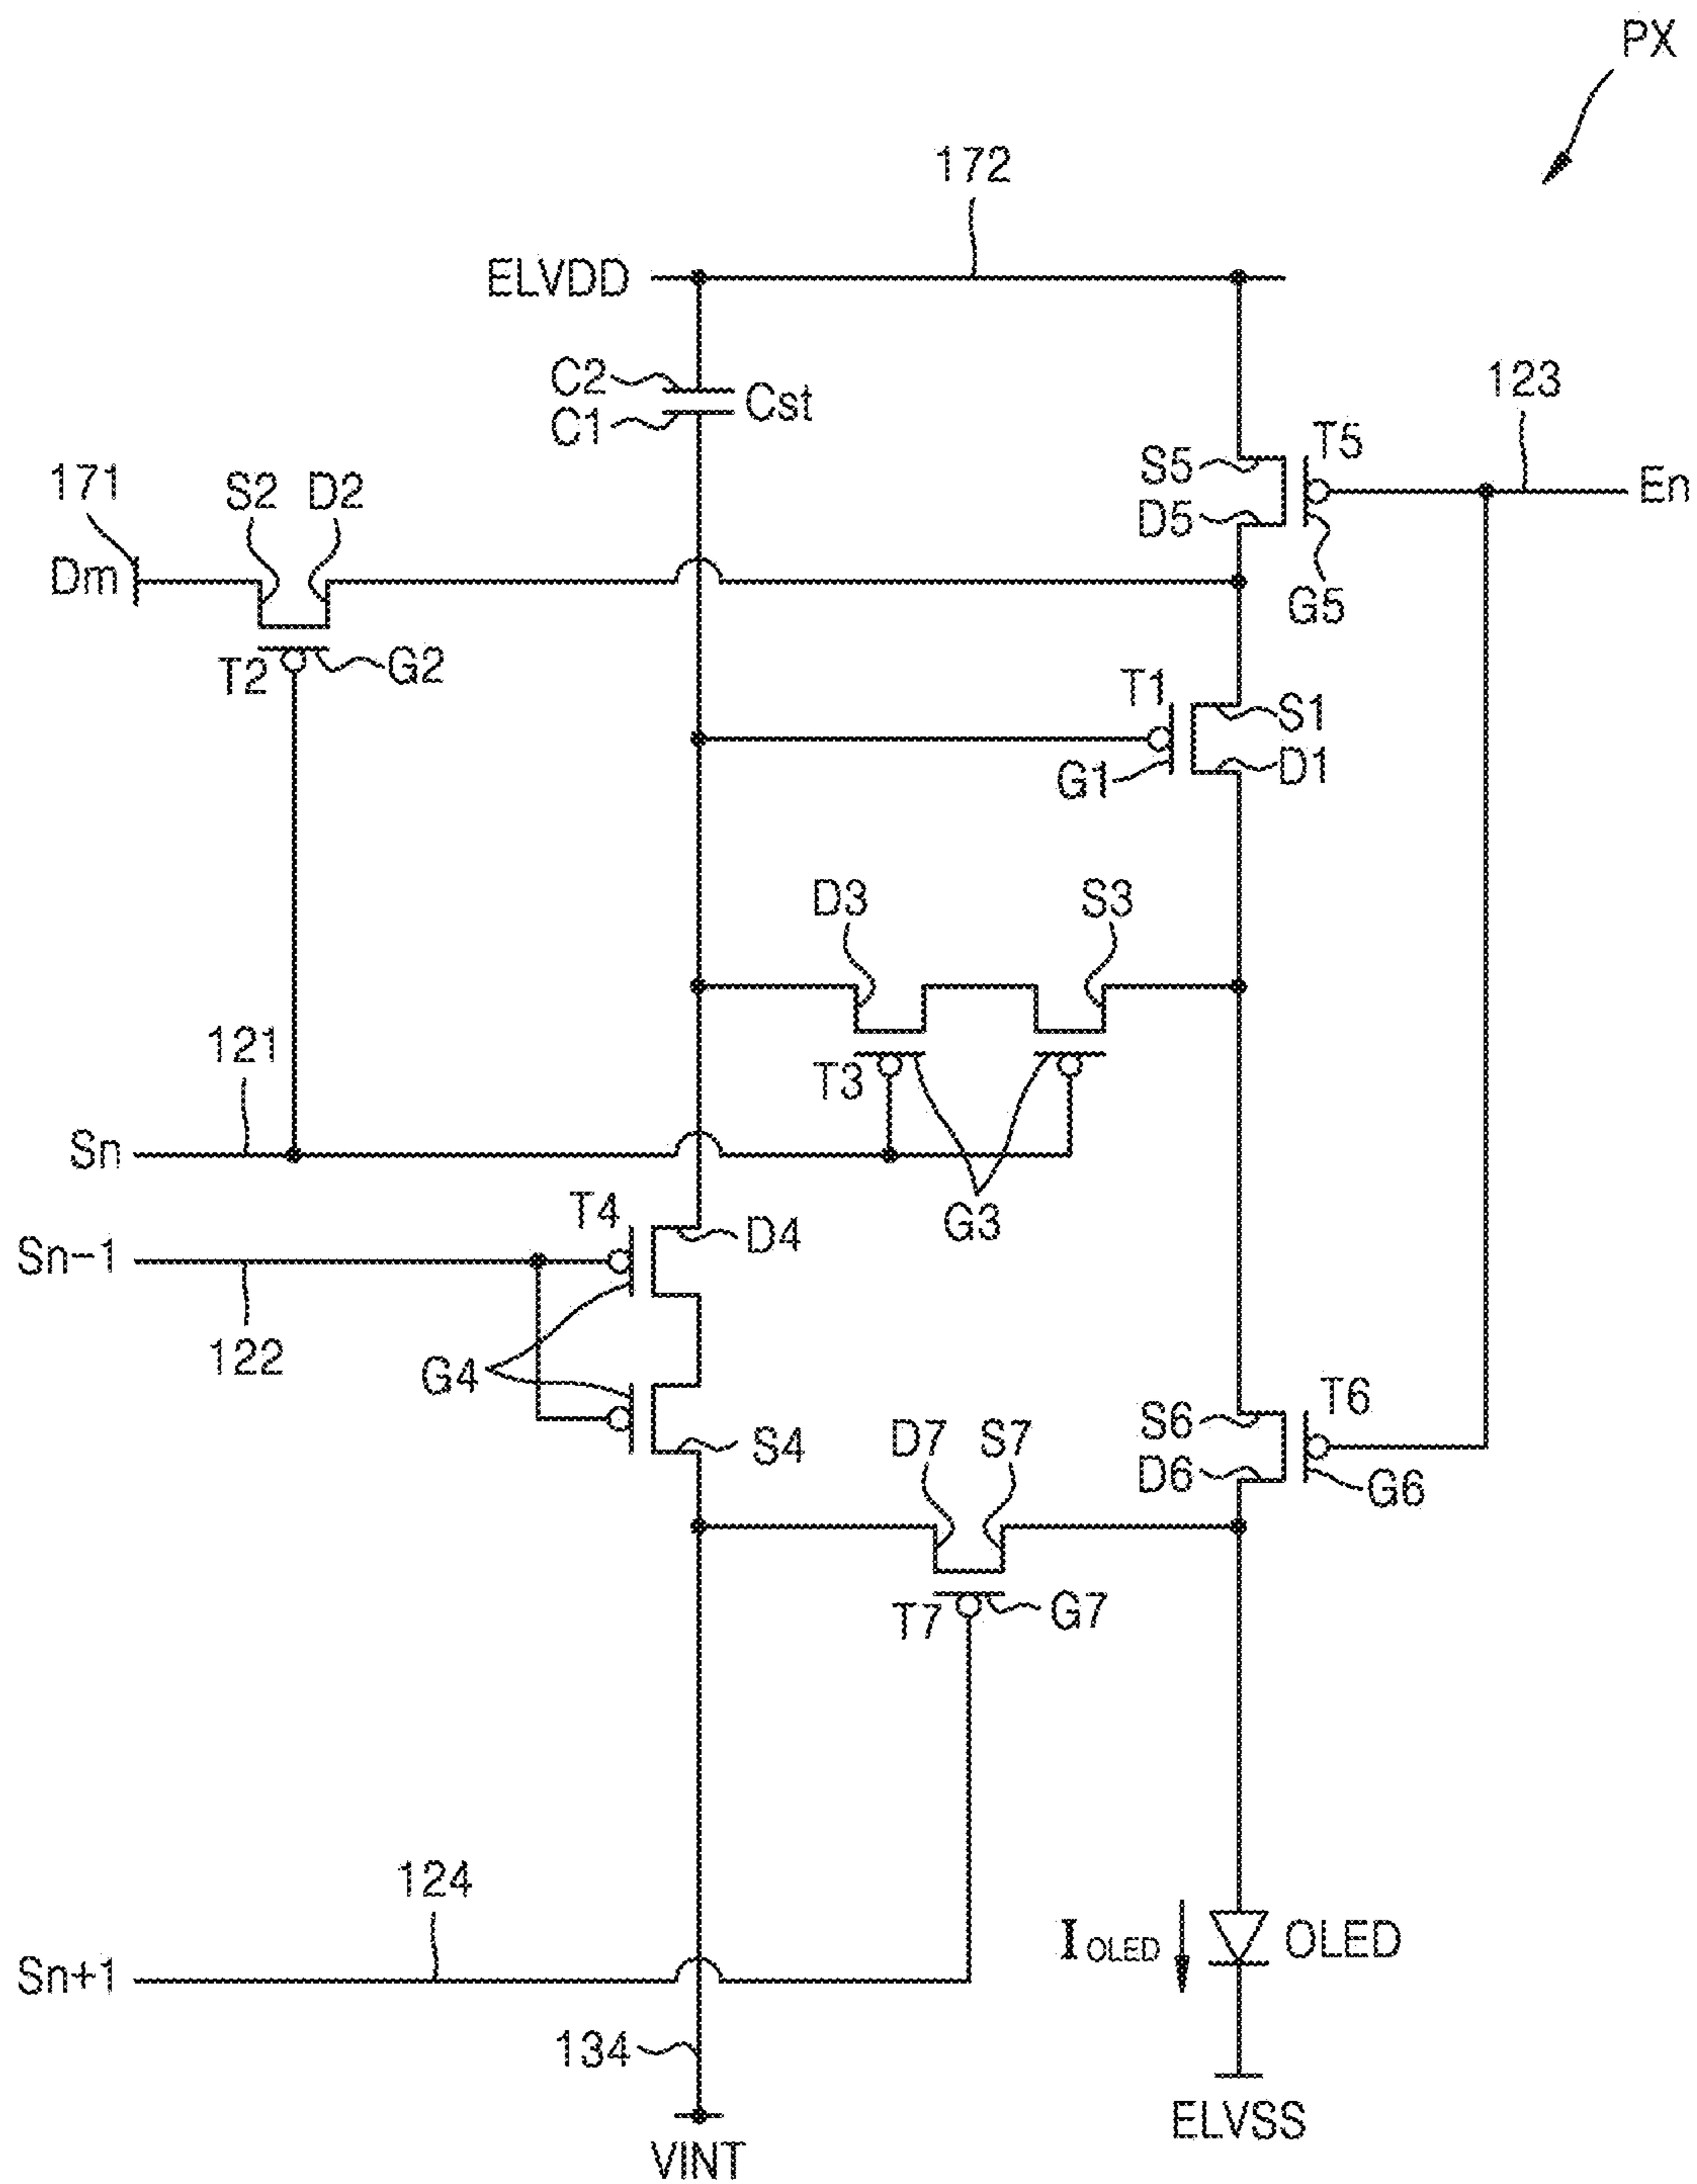 PX
172
ELVDD
C2
Cst
C1
123
T5
S5
En
D5
G5
171
S2
D2
Dm
T2
G2
T1
S1
G1
D1
D3
S3
121
T3
Sn
G3
T4
D4
Sn-1
122
G4
S4
D7
S7
T6
S6
D6
G6
T7
G7
124
Sn+1
IOLED
OLED
134
ELVSS
VINT